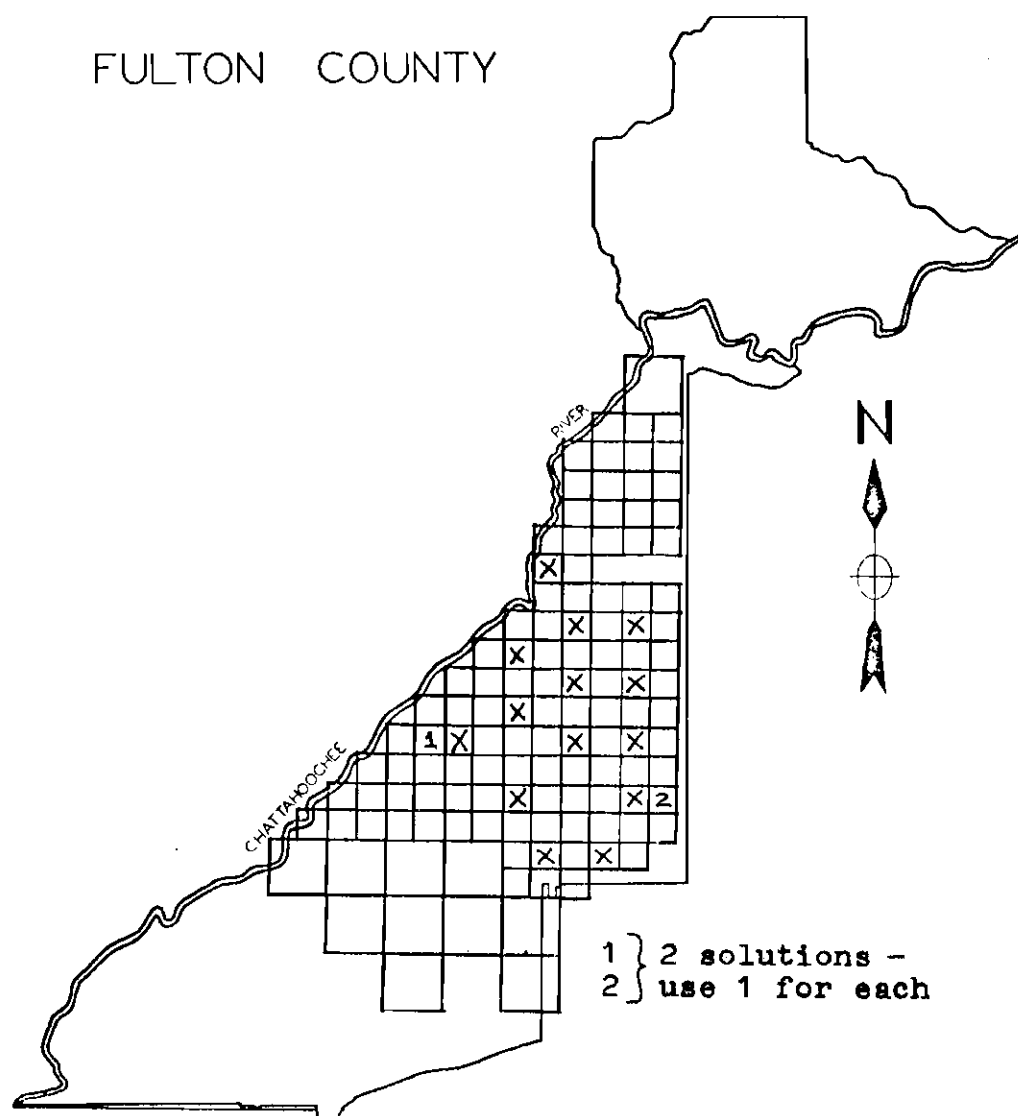 FULTON COUNTY
RIVER
N
X
X X
X
X X
X
1 X X X
CHATTAHOOCHEE
X X 2
X X
1 } 2 solutions –
2 } use 1 for each